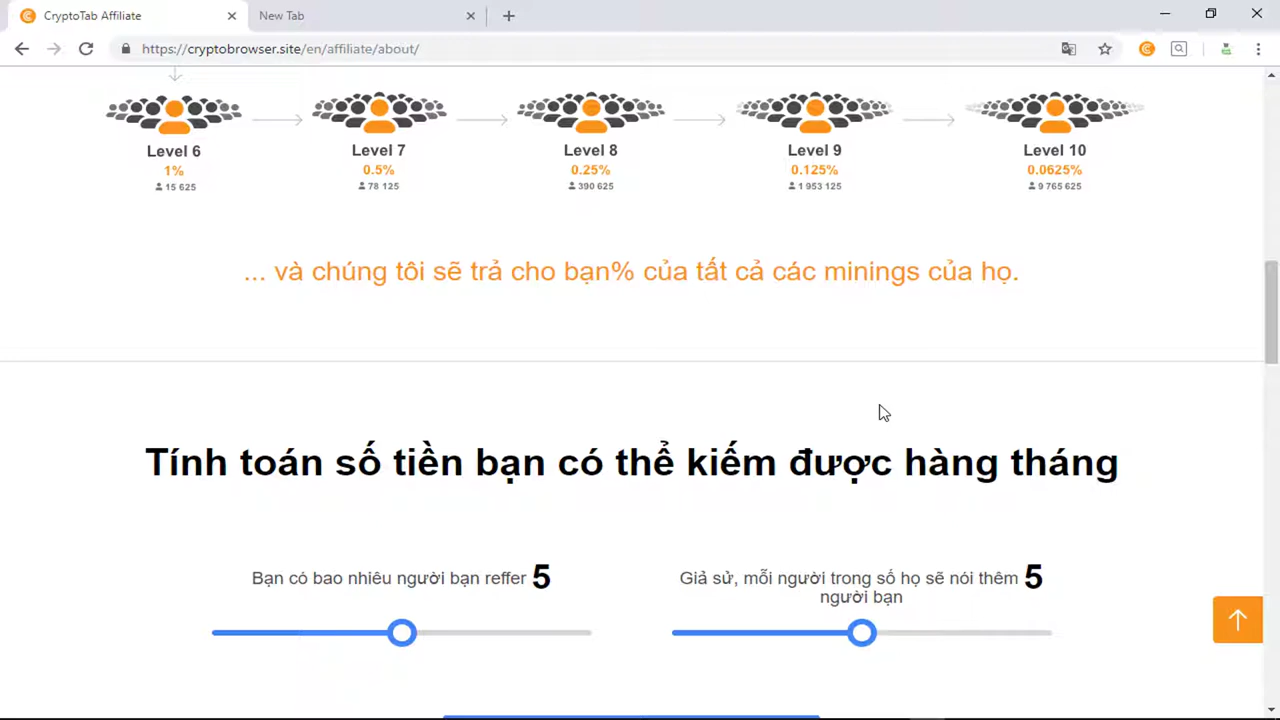 CryptoTab Affiliate
New Tab
https://cryptobrowser.site/en/affiliate/about/
Level 6
Level 7
Level 8
Level 9
Level 10
1%
0.5%
0.25%
0.125%
0.0625%
15 625
78 125
390 625
1 953 125
9 765 625
... và chúng tôi sẽ trả cho bạn% của tất cả các minings của họ.
Tính toán số tiền bạn có thể kiếm được hàng tháng
Bạn có bao nhiêu người bạn reffer 5
Giả sử, mỗi người trong số họ sẽ nói thêm 5
người bạn